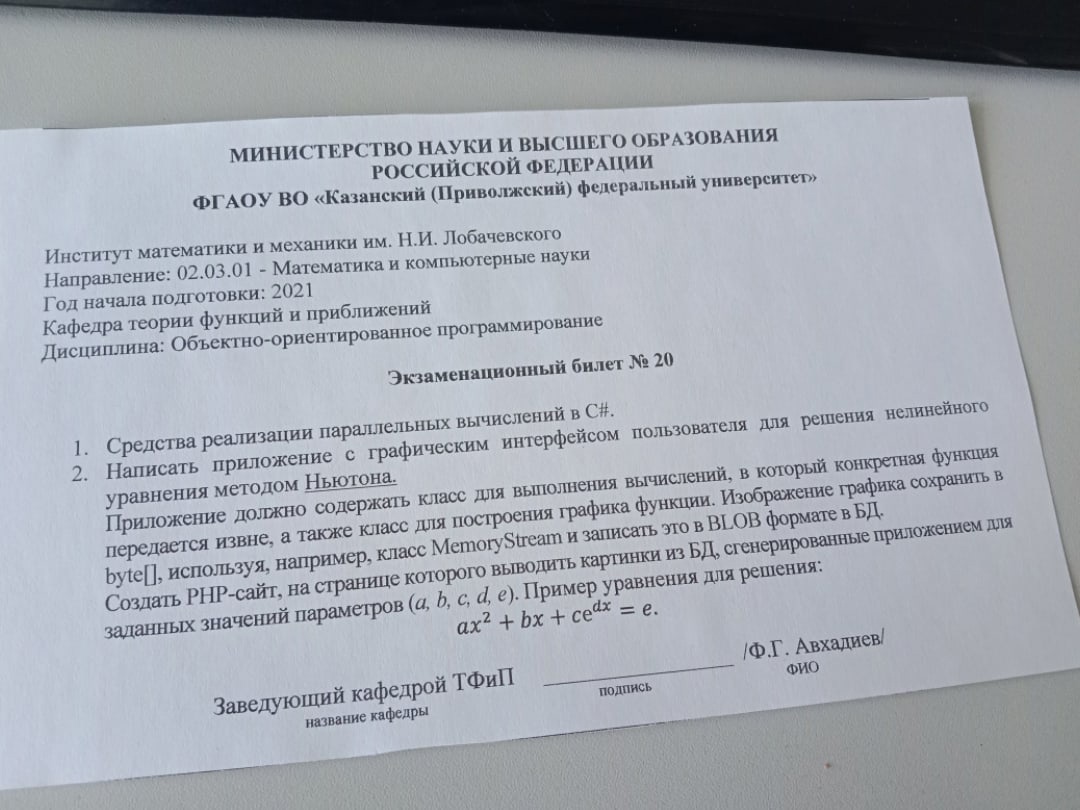 МИНИСТЕРСТВО НАУКИ И ВЫСШЕГО ОБРАЗОВАНИЯ
РОССИЙСКОЙ ФЕДЕРАЦИИ
ФГАОУ ВО «Казанский (Приволжский) федеральный университет»
Институт математики и механики им. Н.И. Лобачевского
Направление: 02.03.01 - Математика и компьютерные науки
Год начала подготовки: 2021
Кафедра теории функций и приближений
Дисциплина: Объектно-ориентированное программирование
Экзаменационный билет № 20
1. Средства реализации параллельных вычислений в C#.
2. Написать приложение с графическим интерфейсом пользователя для решения нелинейного
уравнения методом Ньютона.
Приложение должно содержать класс для выполнения вычислений, в который конкретная функция
передается извне, а также класс для построения графика функции. Изображение графика сохранить в
byte[], используя, например, класс MemoryStream и записать это в BLOB формате в БД.
Создать PHP-сайт, на странице которого выводить картинки из БД, сгенерированные приложением для
заданных значений параметров (a, b, c, d, e). Пример уравнения для решения:
ax² + bx + ceᵈˣ = e.
Заведующий кафедрой ТФиП ____________ /Ф.Г. Авхадиев/
название кафедры подпись ФИО